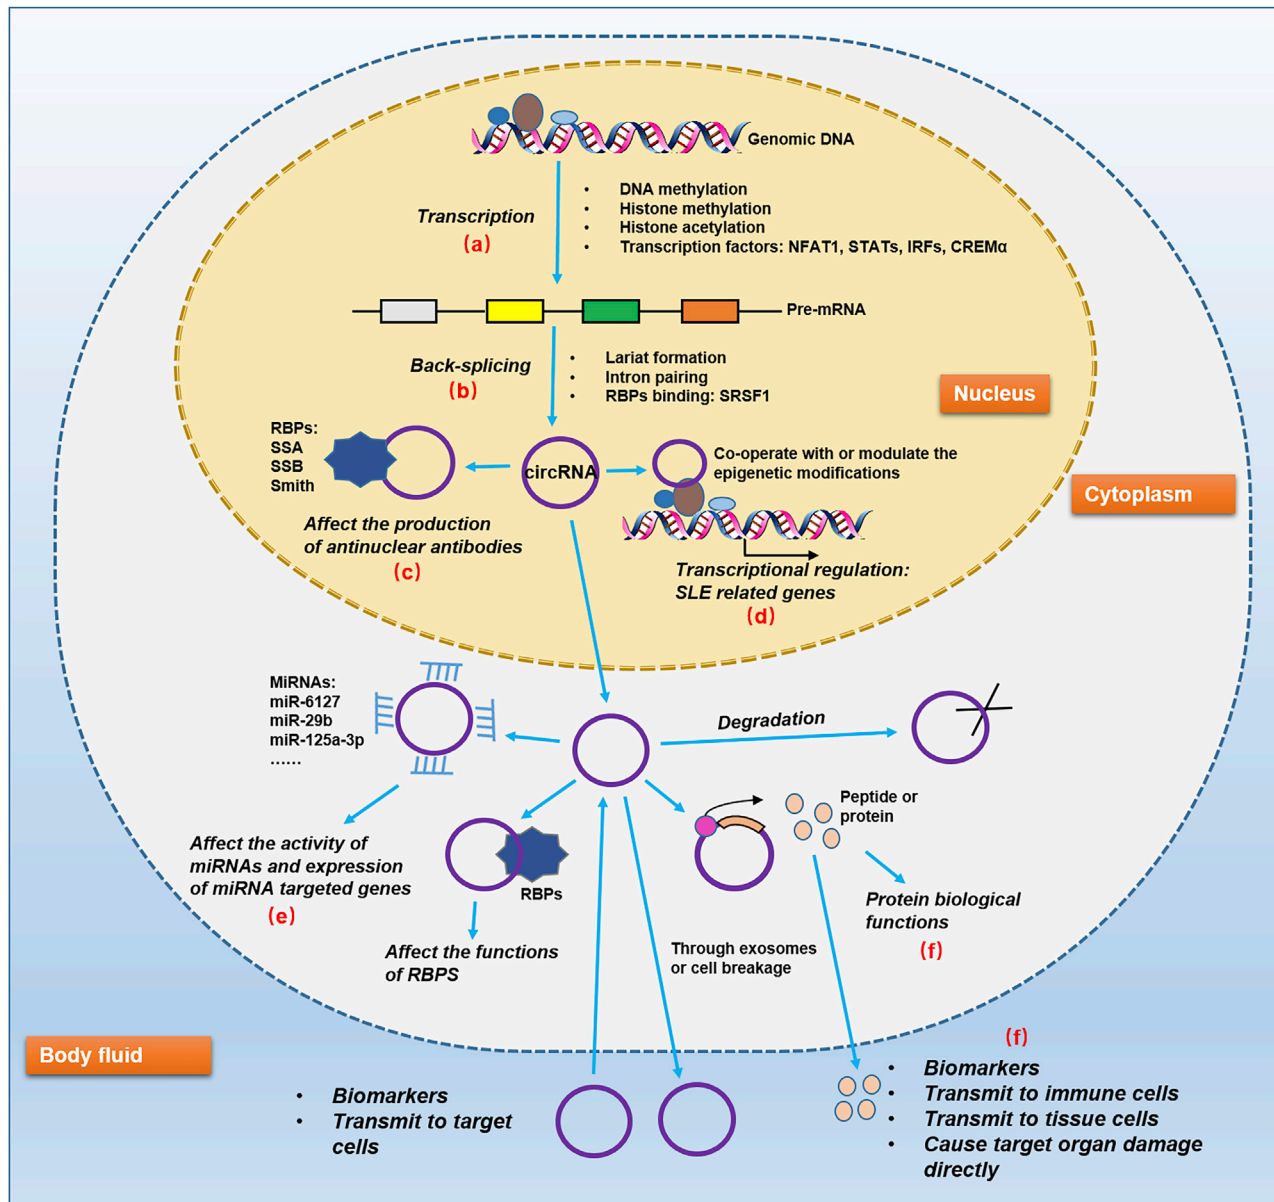 Genomic DNA
• DNA methylation
• Histone methylation
• Histone acetylation
• Transcription factors: NFAT1, STATs, IRFs, CREMα
Transcription
(a)
Pre-mRNA
Back-splicing
(b)
• Lariat formation
• Intron pairing
• RBPs binding: SRSF1
Nucleus
Cytoplasm
RBPs:
SSA
SSB
Smith
circRNA
Co-operate with or modulate the
epigenetic modifications
Affect the production
of antinuclear antibodies
(c)
Transcriptional regulation:
SLE related genes
(d)
MiRNAs:
miR-6127
miR-29b
miR-125a-3p
......
Degradation
Affect the activity of
miRNAs and expression
of miRNA targeted genes
(e)
RBPs
Affect the functions
of RBPS
Peptide or
protein
Protein biological
functions
(f)
Through exosomes
or cell breakage
Body fluid
• Biomarkers
• Transmit to target
cells
(f)
• Biomarkers
• Transmit to immune cells
• Transmit to tissue cells
• Cause target organ damage
directly